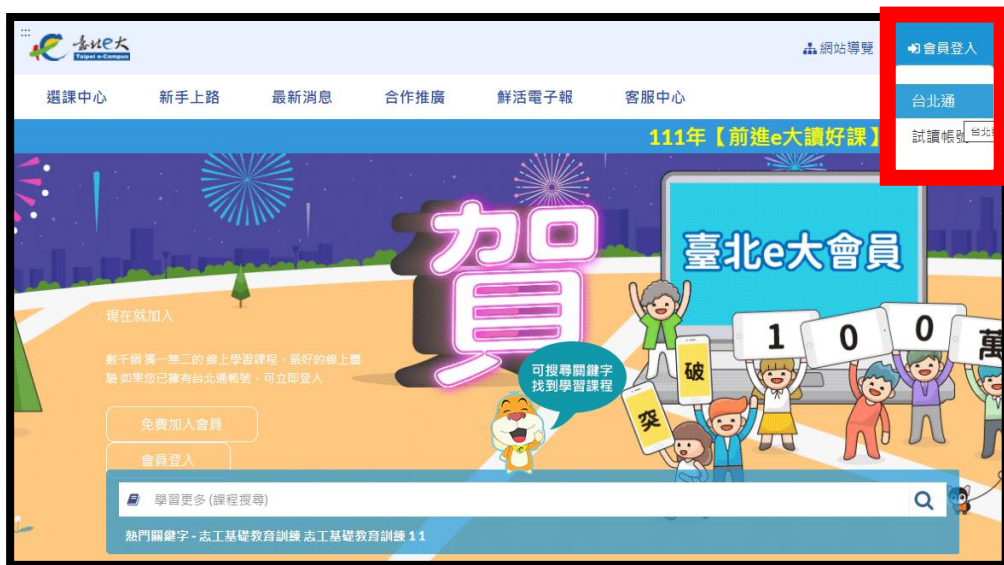 :::
臺北e大
Taipei e-Campus
網站導覽
會員登入
台北通
試讀帳號
選課中心 新手上路 最新消息 合作推廣 鮮活電子報 客服中心
111年【前進e大讀好課】
賀
臺北e大會員
突破
100萬
現在就加入
數千個獨一無二的線上學習課程,最好的線上體
驗如果您已擁有台北通帳號,可立即登入
免費加入會員
會員登入
可搜尋關鍵字
找到學習課程
學習更多 (課程搜尋)
熱門關鍵字 - 志工基礎教育訓練 志工基礎教育訓練 1 1